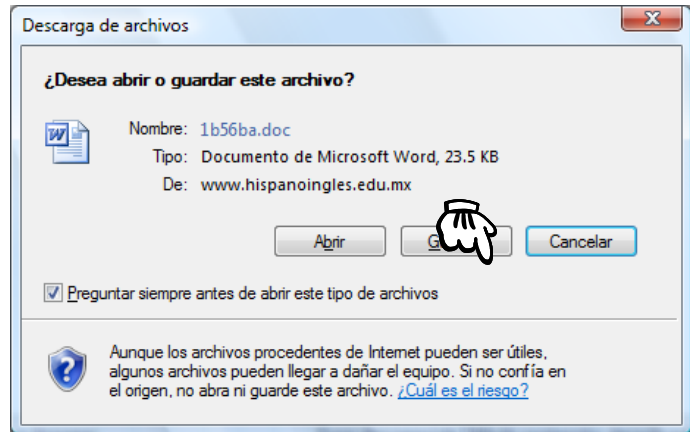 Descarga de archivos
¿Desea abrir o guardar este archivo?
Nombre: 1b56ba.doc
Tipo: Documento de Microsoft Word, 23.5 KB
De: www.hispanoingles.edu.mx
Abrir Cancelar
Preguntar siempre antes de abrir este tipo de archivos
Aunque los archivos procedentes de Internet pueden ser útiles,
algunos archivos pueden llegar a dañar el equipo. Si no confía en
el origen, no abra ni guarde este archivo. ¿Cuál es el riesgo?